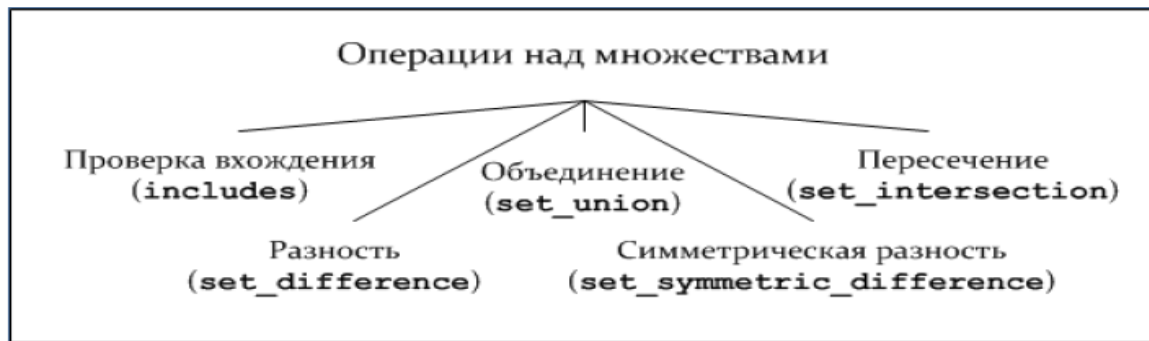 Операции над множествами
Проверка вхождения
(includes)
Объединение
(set_union)
Пересечение
(set_intersection)
Разность
(set_difference)
Симметрическая разность
(set_symmetric_difference)